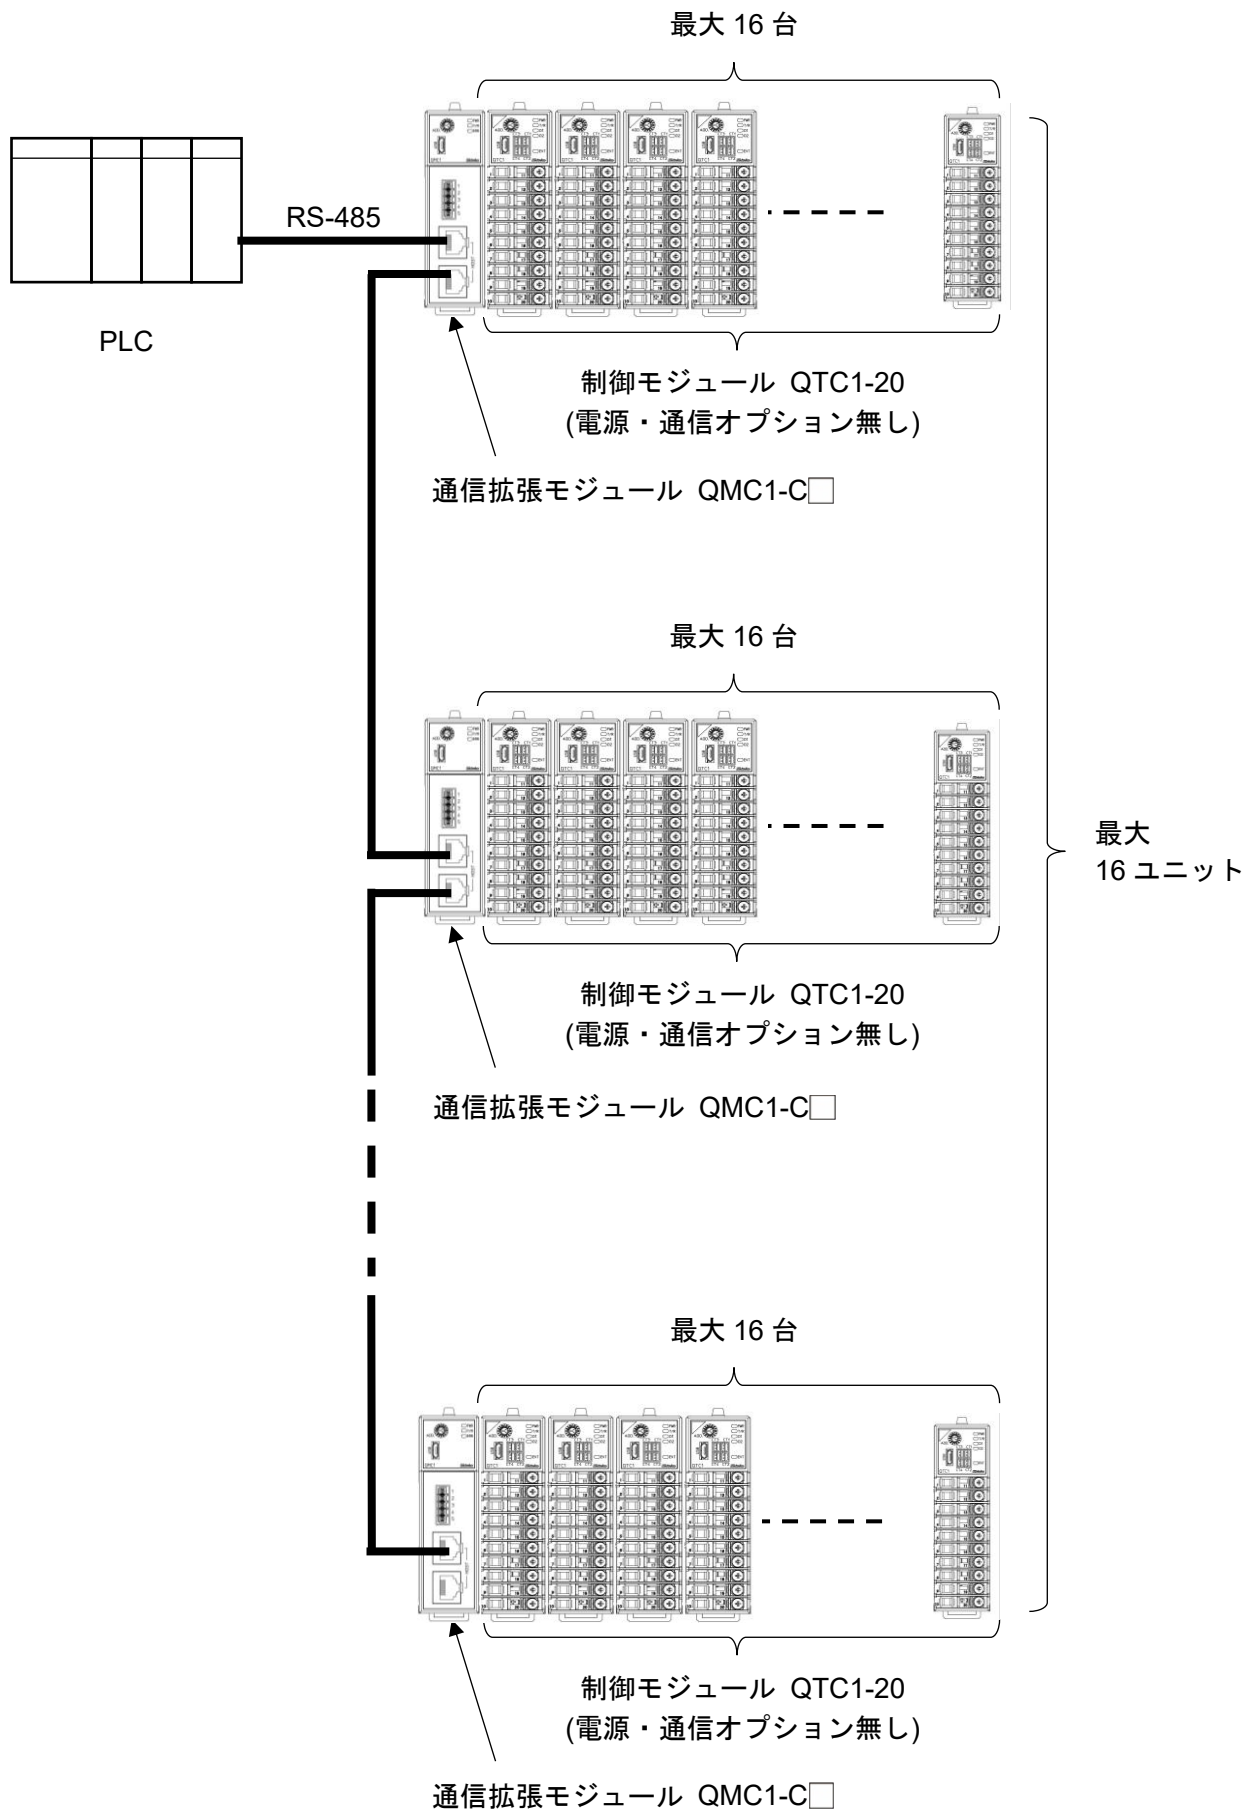 最大 16 台
RS-485
PLC
制御モジュール QTC1-20
(電源・通信オプション無し)
通信拡張モジュール QMC1-C□
最大 16 台
最大
16 ユニット
制御モジュール QTC1-20
(電源・通信オプション無し)
通信拡張モジュール QMC1-C□
最大 16 台
制御モジュール QTC1-20
(電源・通信オプション無し)
通信拡張モジュール QMC1-C□